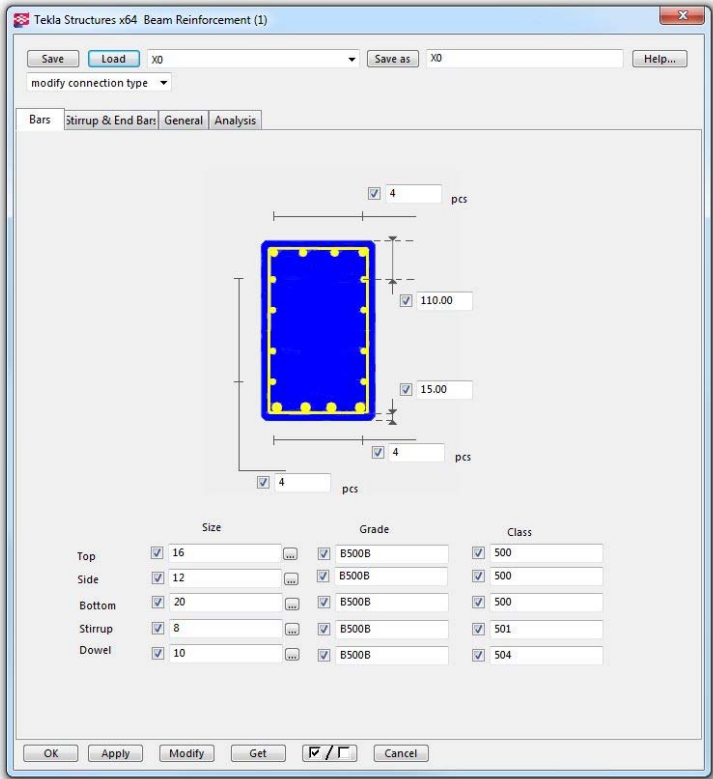 Tekla Structures x64 Beam Reinforcement (1)
Save Load X0 Save as X0 Help...
modify connection type
Bars Stirrup & End Bars General Analysis
4 pcs
110.00
15.00
4 pcs
4 pcs
Size Grade Class
Top 16 ... B500B 500
Side 12 ... B500B 500
Bottom 20 ... B500B 500
Stirrup 8 ... B500B 501
Dowel 10 ... B500B 504
OK Apply Modify Get / Cancel